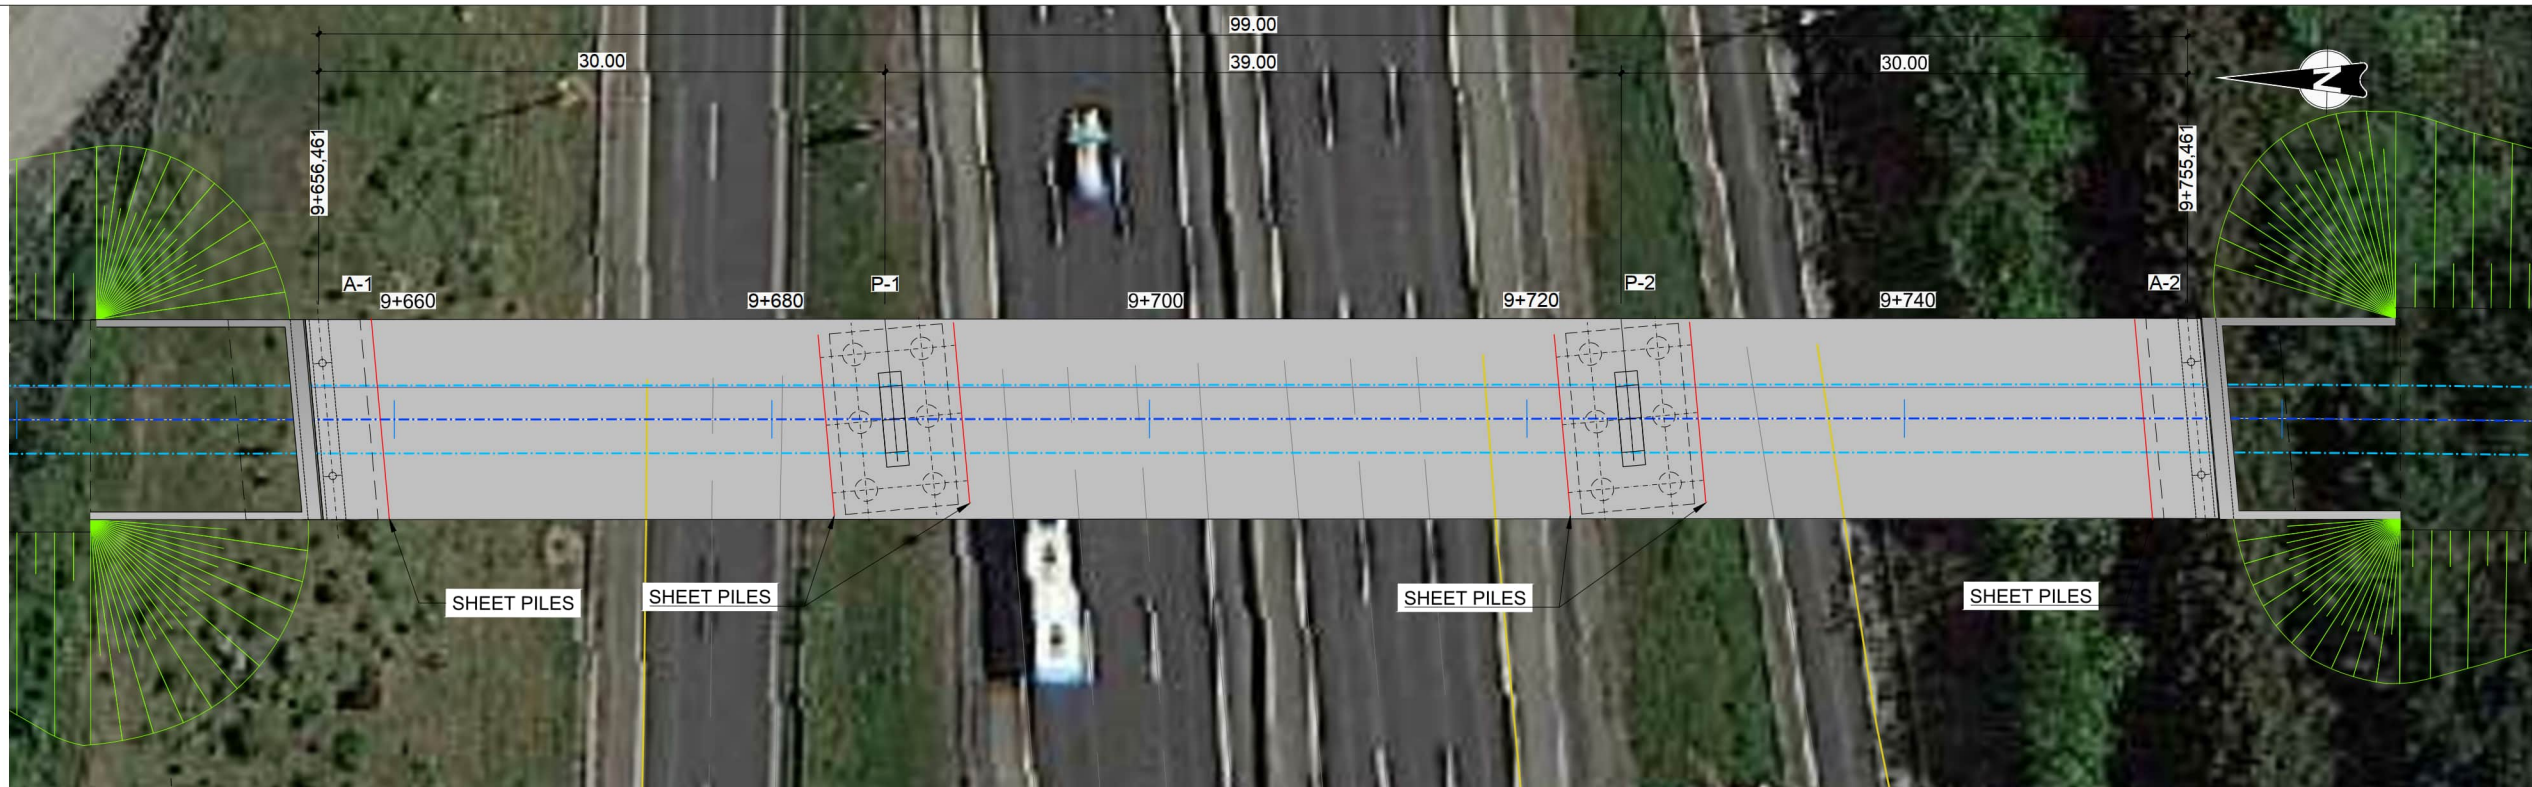 99.00
30.00
39.00
30.00
N
9+656,461
9+755,461
A-1
P-1
P-2
A-2
9+660
9+680
9+700
9+720
9+740
SHEET PILES
SHEET PILES
SHEET PILES
SHEET PILES